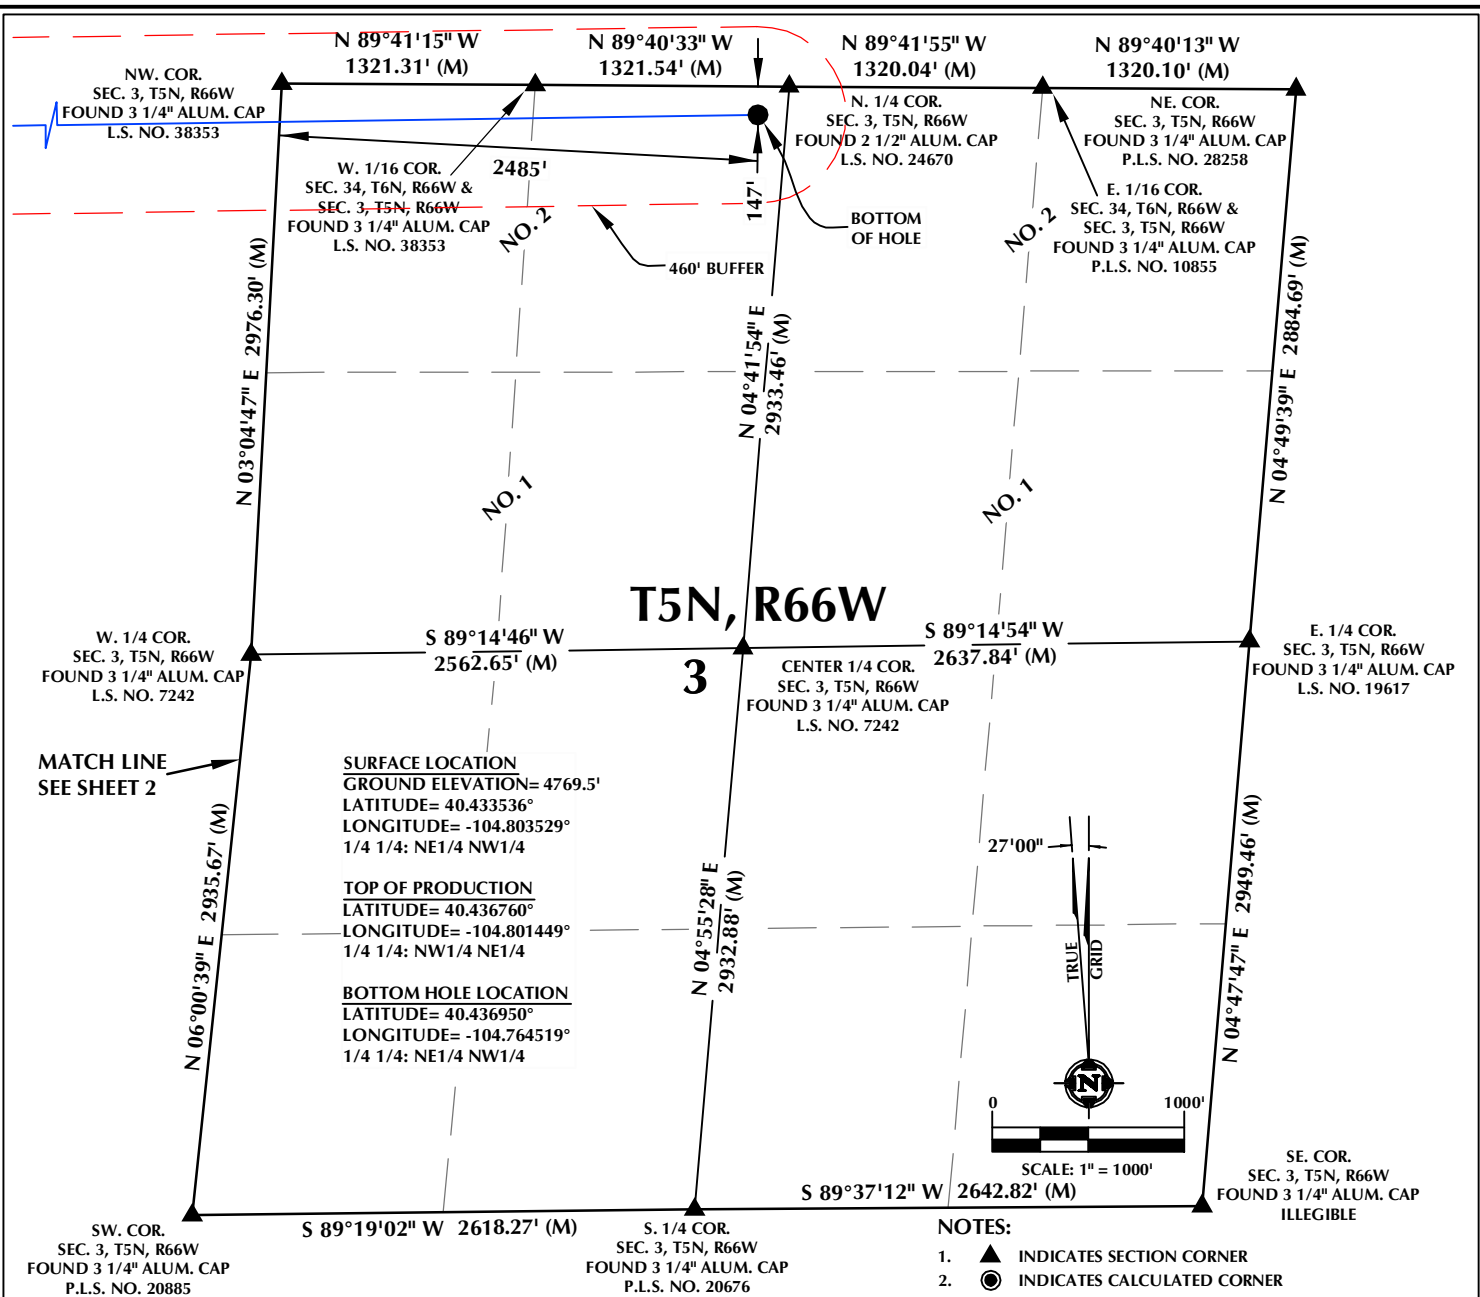 N 89°41'15" W
1321.31' (M)
N 89°40'33" W
1321.54' (M)
N 89°41'55" W
1320.04' (M)
N 89°40'13" W
1320.10' (M)
NW. COR.
SEC. 3, T5N, R66W
FOUND 3 1/4" ALUM. CAP
L.S. NO. 38353
N. 1/4 COR.
SEC. 3, T5N, R66W
FOUND 2 1/2" ALUM. CAP
L.S. NO. 24670
NE. COR.
SEC. 3, T5N, R66W
FOUND 3 1/4" ALUM. CAP
P.L.S. NO. 28258
W. 1/16 COR.
SEC. 34, T6N, R66W &
SEC. 3, T5N, R66W
FOUND 3 1/4" ALUM. CAP
L.S. NO. 38353
2485'
147'
E. 1/16 COR.
SEC. 34, T6N, R66W &
SEC. 3, T5N, R66W
FOUND 3 1/4" ALUM. CAP
P.L.S. NO. 10855
BOTTOM
OF HOLE
NO. 2
NO. 2
460' BUFFER
N 03°04'47" E 2976.30' (M)
N 04°41'54" E
2933.46' (M)
N 04°49'39" E 2884.69' (M)
NO. 1
NO. 1
T5N, R66W
3
W. 1/4 COR.
SEC. 3, T5N, R66W
FOUND 3 1/4" ALUM. CAP
L.S. NO. 7242
S 89°14'46" W
2562.65' (M)
S 89°14'54" W
2637.84' (M)
CENTER 1/4 COR.
SEC. 3, T5N, R66W
FOUND 3 1/4" ALUM. CAP
L.S. NO. 7242
E. 1/4 COR.
SEC. 3, T5N, R66W
FOUND 3 1/4" ALUM. CAP
L.S. NO. 19617
MATCH LINE
SEE SHEET 2
SURFACE LOCATION
GROUND ELEVATION= 4769.5'
LATITUDE= 40.433536°
LONGITUDE= -104.803529°
1/4 1/4: NE1/4 NW1/4
TOP OF PRODUCTION
LATITUDE= 40.436760°
LONGITUDE= -104.801449°
1/4 1/4: NW1/4 NE1/4
BOTTOM HOLE LOCATION
LATITUDE= 40.436950°
LONGITUDE= -104.764519°
1/4 1/4: NE1/4 NW1/4
N 06°00'39" E 2935.67' (M)
N 04°55'28" E
2932.88' (M)
N 04°47'47" E 2949.46' (M)
27'00"
TRUE
GRID
N
0 1000'
SCALE: 1" = 1000'
S 89°19'02" W 2618.27' (M)
S 89°37'12" W 2642.82' (M)
SW. COR.
SEC. 3, T5N, R66W
FOUND 3 1/4" ALUM. CAP
P.L.S. NO. 20885
S. 1/4 COR.
SEC. 3, T5N, R66W
FOUND 3 1/4" ALUM. CAP
P.L.S. NO. 20676
SE. COR.
SEC. 3, T5N, R66W
FOUND 3 1/4" ALUM. CAP
ILLEGIBLE
NOTES:
1. INDICATES SECTION CORNER
2. INDICATES CALCULATED CORNER